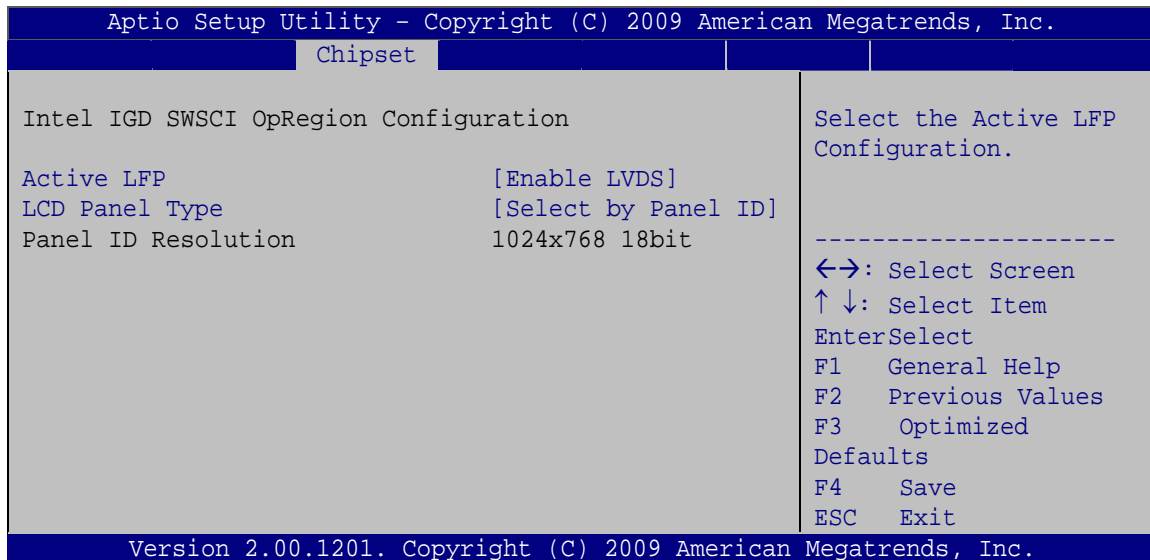 Aptio Setup Utility – Copyright (C) 2009 American Megatrends, Inc.
Chipset
Intel IGD SWSCI OpRegion Configuration
Active LFP [Enable LVDS]
LCD Panel Type [Select by Panel ID]
Panel ID Resolution 1024x768 18bit
Select the Active LFP
Configuration.
---------------------
←→: Select Screen
↑ ↓: Select Item
EnterSelect
F1 General Help
F2 Previous Values
F3 Optimized
Defaults
F4 Save
ESC Exit
Version 2.00.1201. Copyright (C) 2009 American Megatrends, Inc.